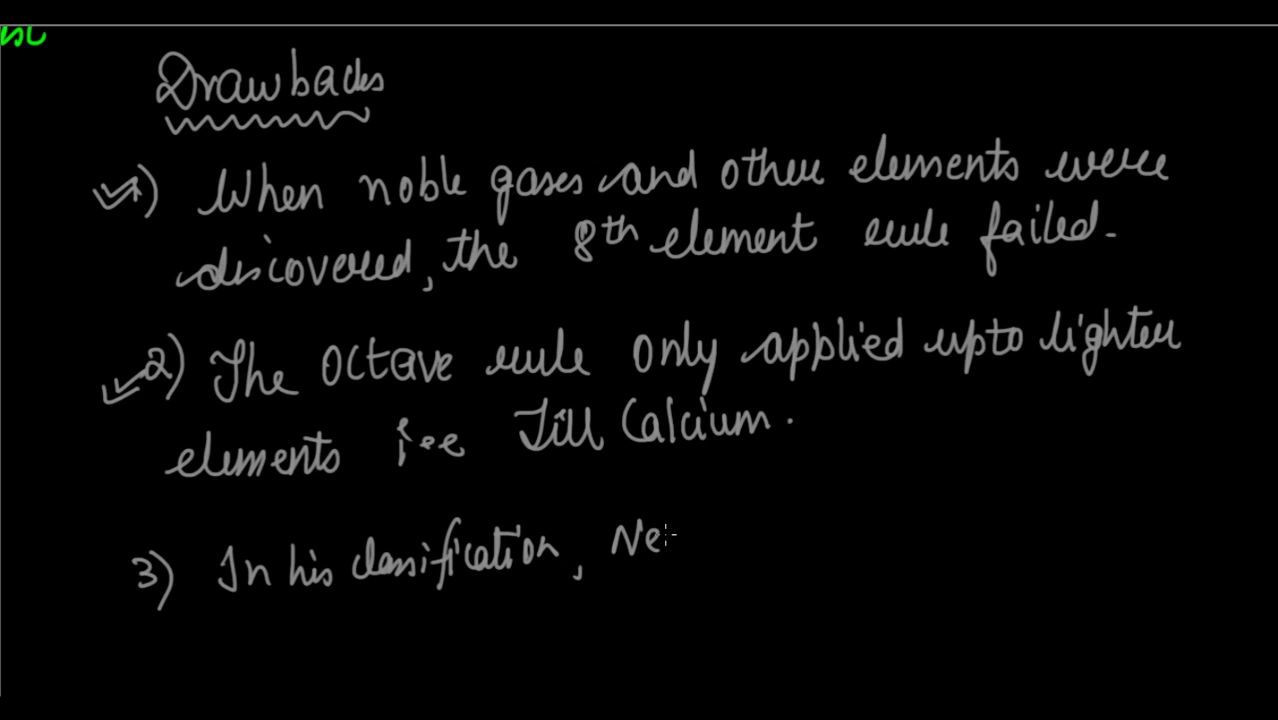 Drawbacks
1) When noble gases and other elements were
discovered, the 8th element rule failed.
2) The Octave rule only applied upto lighter
elements i.e Till Calcium.
3) In his classification, Ne